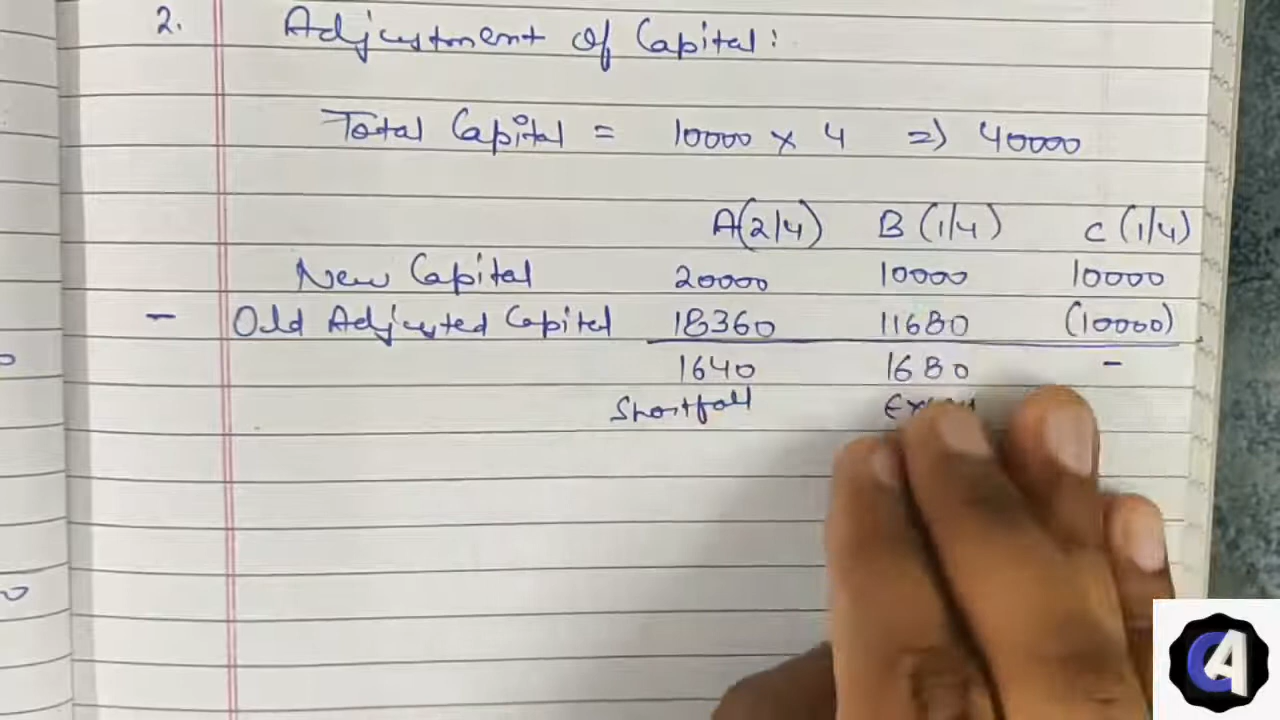 2. Adjustment of Capital:
Total Capital = 10000 × 4 => 40000
A(2/4) B (1/4) C (1/4)
New Capital 20000 10000 10000
- Old Adjusted Capital 18360 11680 (10000)
1640 1680 -
Shortfall
CA